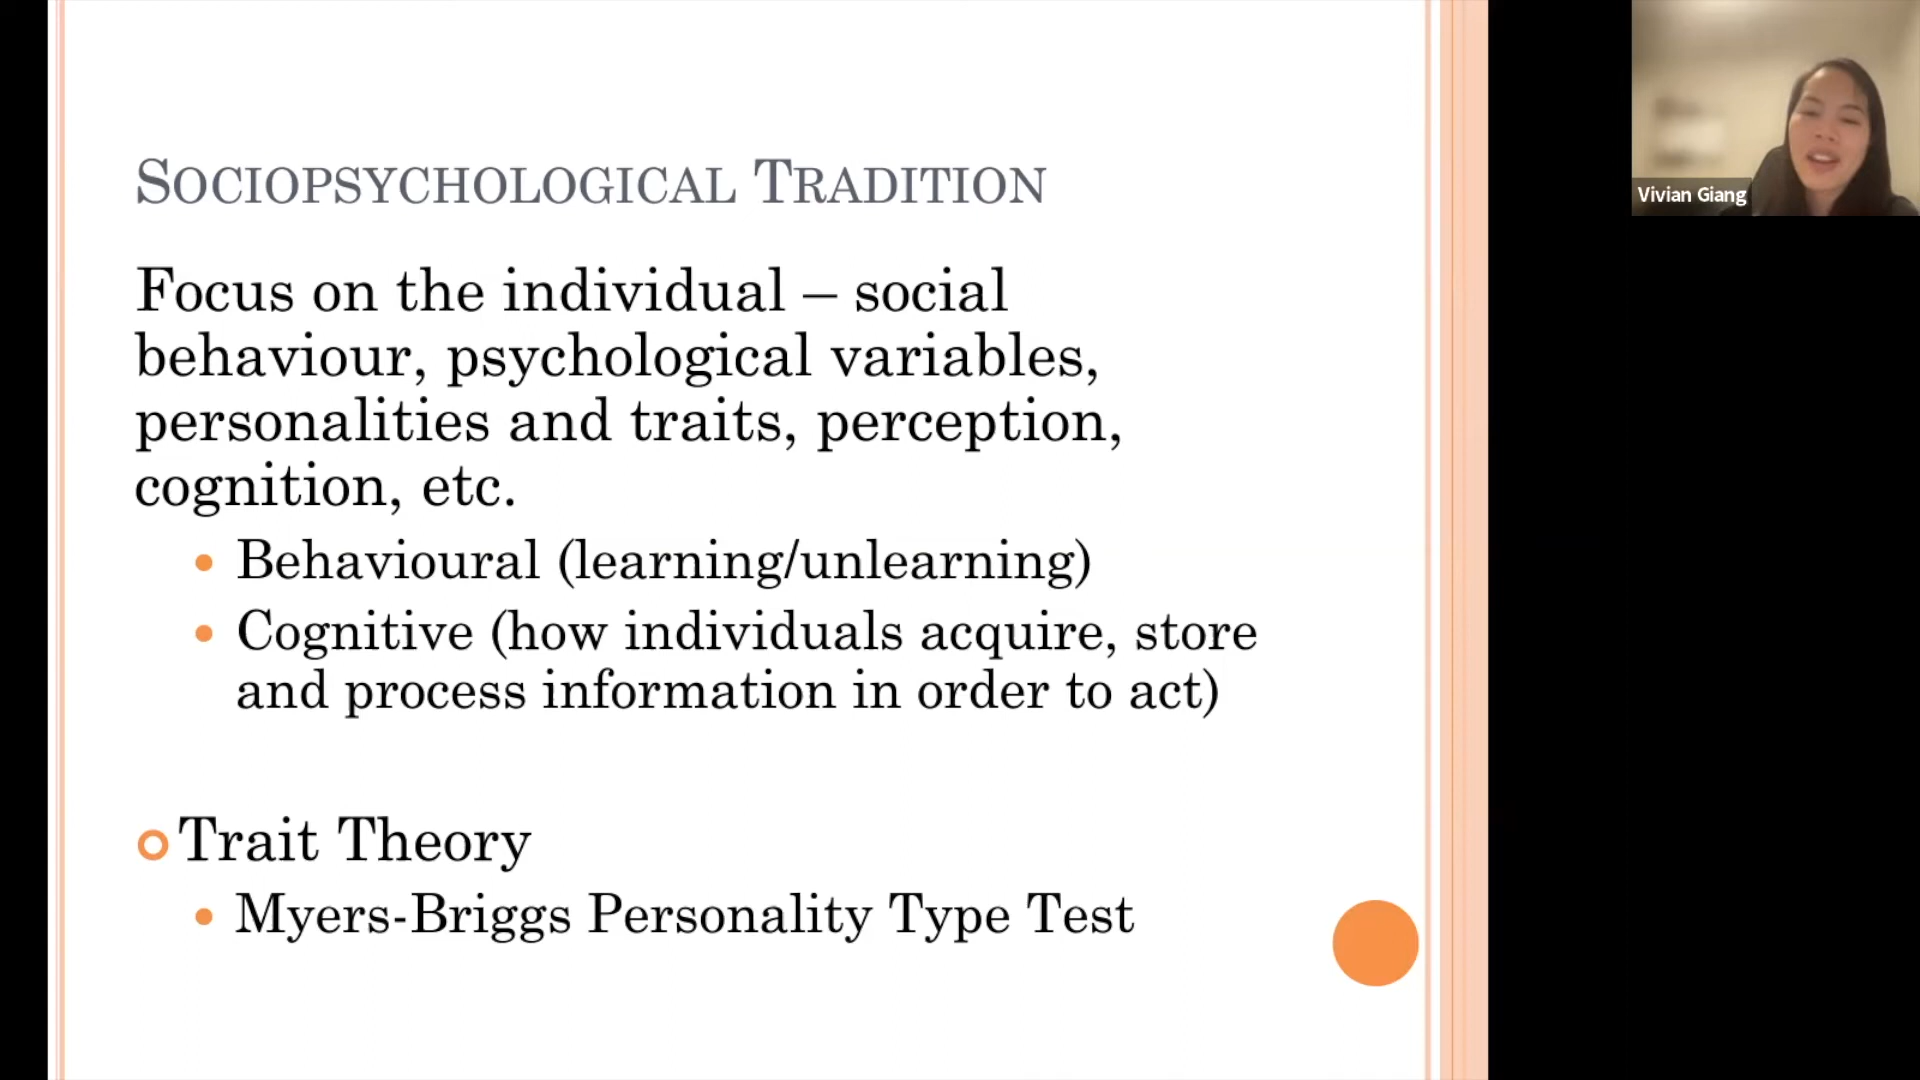 Sociopsychological Tradition
Focus on the individual – social
behaviour, psychological variables,
personalities and traits, perception,
cognition, etc.
• Behavioural (learning/unlearning)
• Cognitive (how individuals acquire, store
and process information in order to act)
Trait Theory
• Myers-Briggs Personality Type Test
Vivian Giang